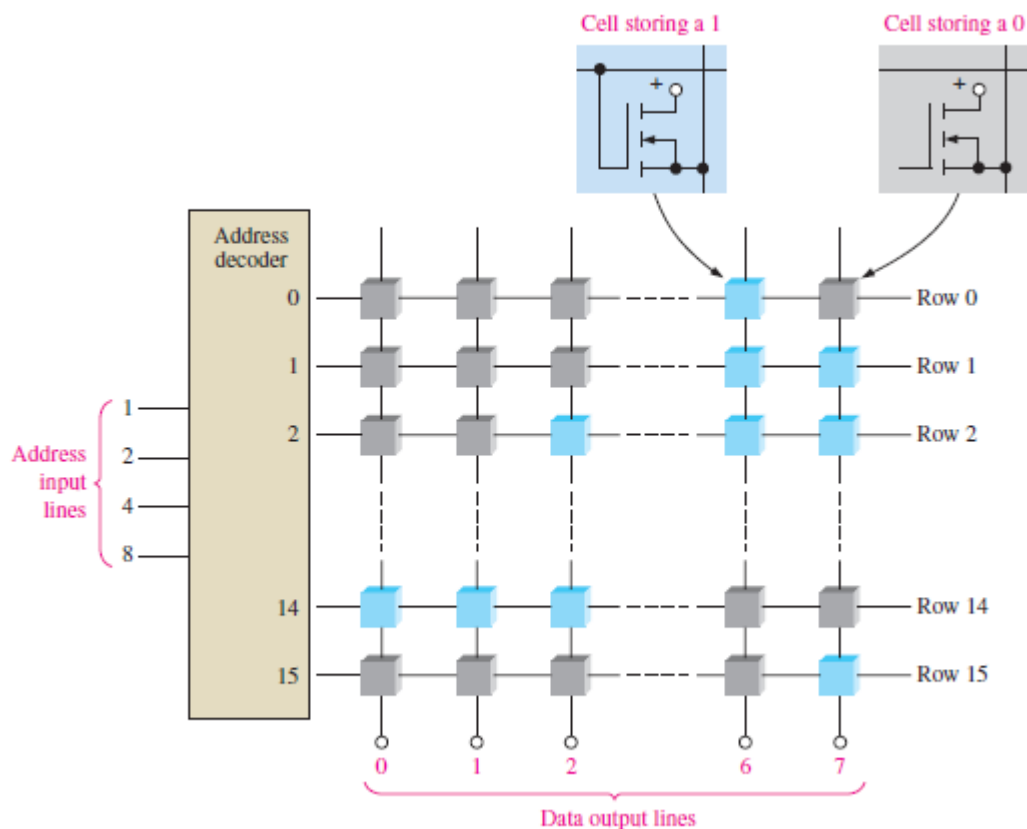 Cell storing a 1
Cell storing a 0
+
+
Address
decoder
0
Row 0
1
Row 1
1
2
Row 2
Address
input
lines
2
4
8
14
Row 14
15
Row 15
0 1 2 6 7
Data output lines